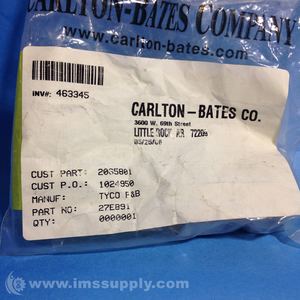 CARLTON-BATES COMPANY
www.carlton-bates.com
INV#: 463345
CARLTON-BATES CO.
3600 W. 69th Street
LITTLE ROCK AR 72209
CUST PART: 20G5801
CUST P.O.: 1024950
MANUF: TYCO P&B
PART NO: 27E891
QTY: 0000001
© www.imssupply.com